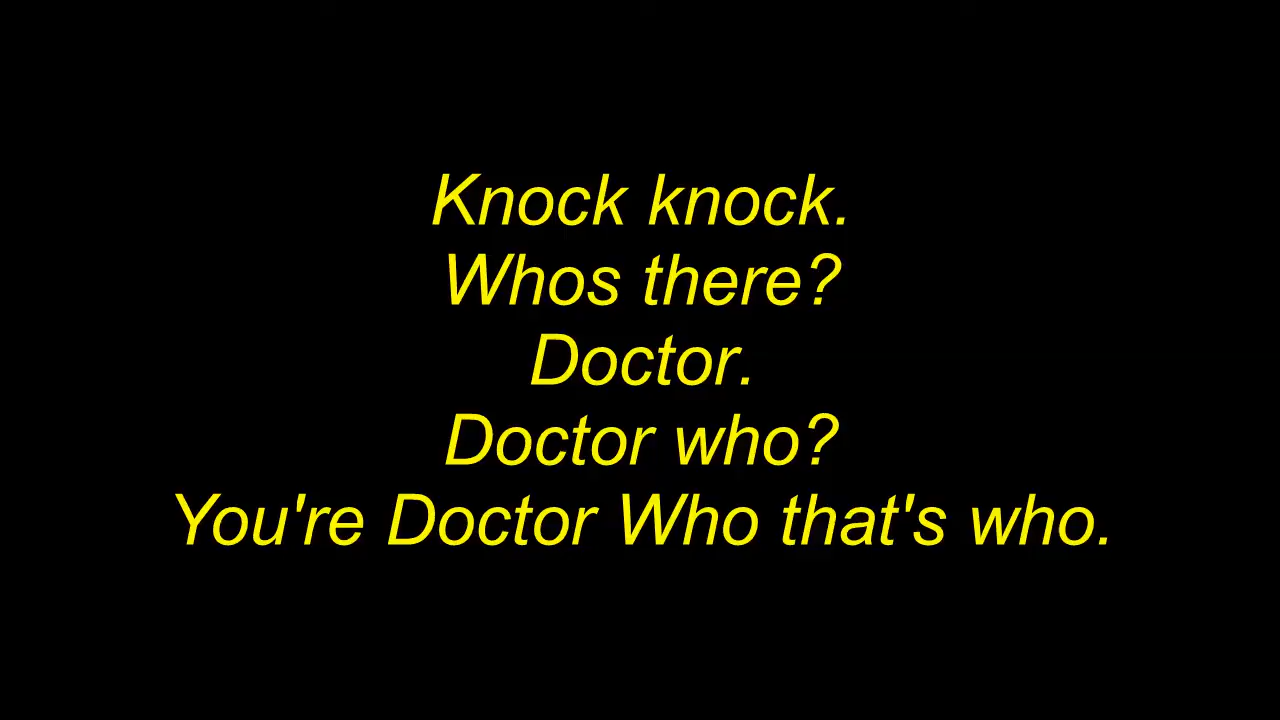 Knock knock.
Whos there?
Doctor.
Doctor who?
You're Doctor Who that's who.